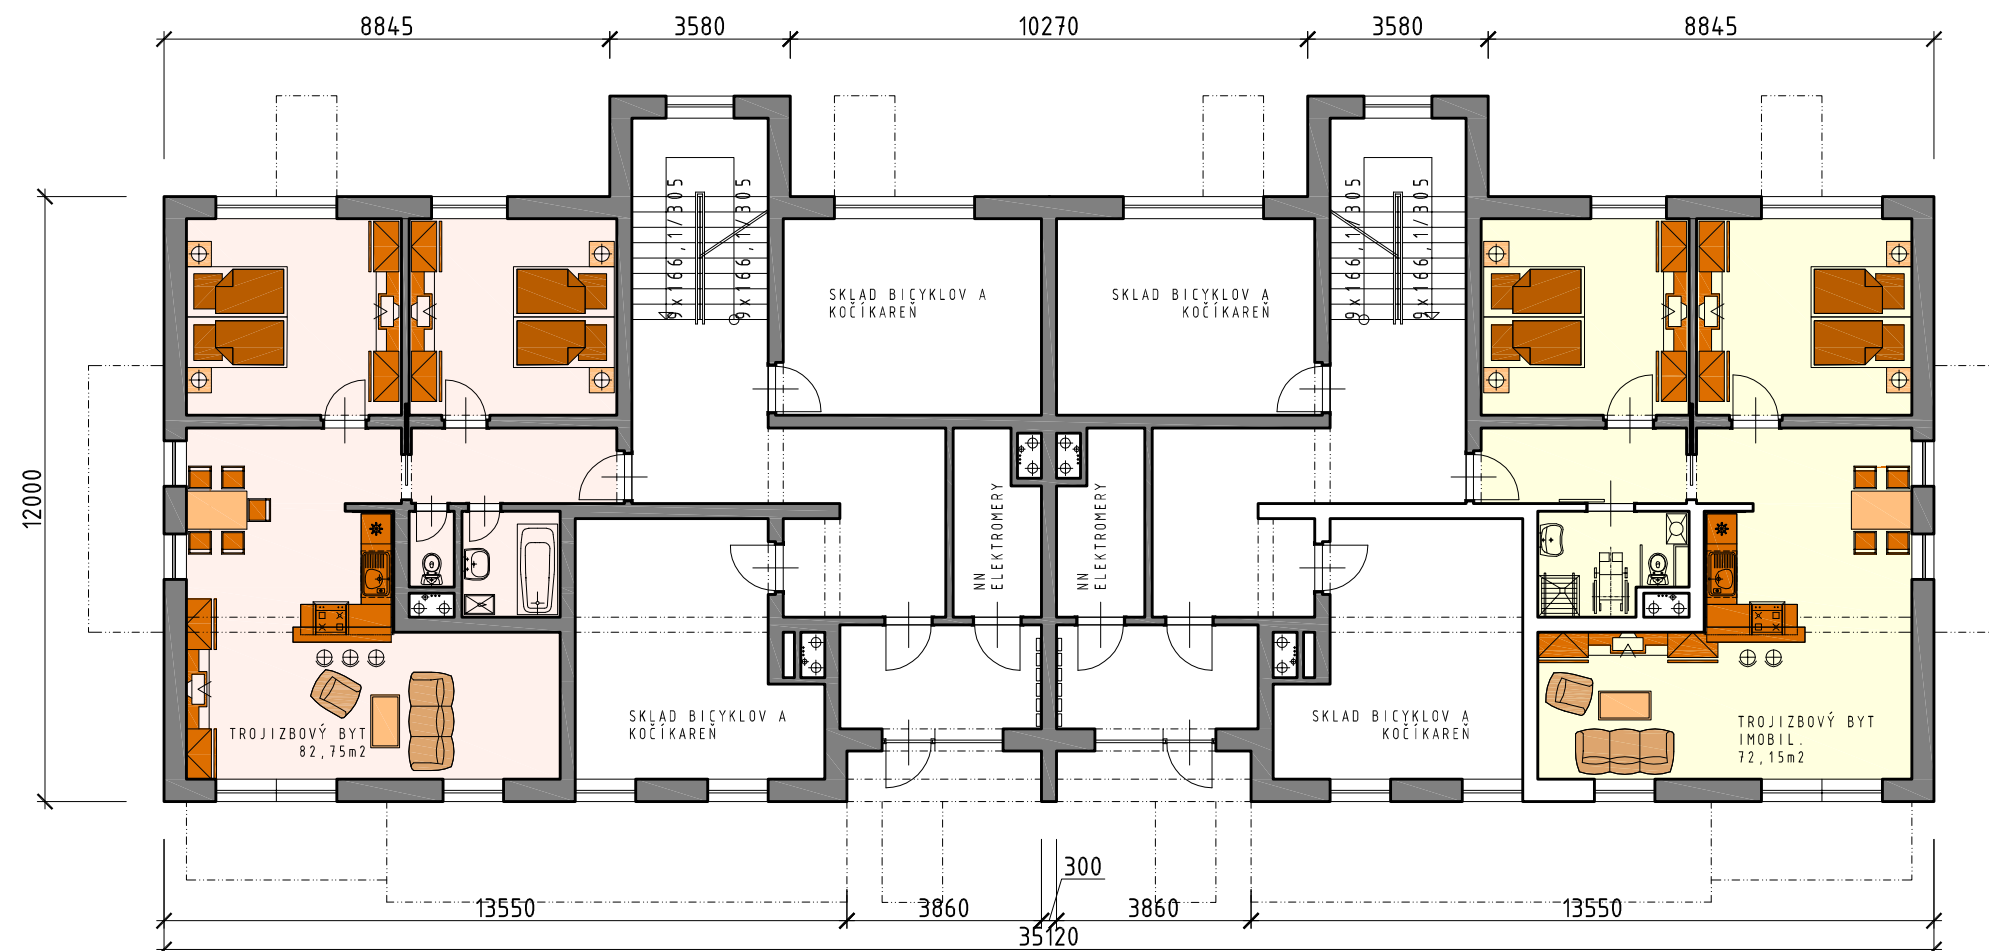 8845
3580
10270
3580
8845
9x166,1/305
9x166,1/305
9x166,1/305
9x166,1/305
SKLAD BICYKLOV A
KOČÍKAREŇ
SKLAD BICYKLOV A
KOČÍKAREŇ
12000
NN
ELEKTROMERY
NN
ELEKTROMERY
TROJIZBOVÝ BYT
82,75m2
SKLAD BICYKLOV A
KOČÍKAREŇ
SKLAD BICYKLOV A
KOČÍKAREŇ
TROJIZBOVÝ BYT
IMOBIL.
72,15m2
300
13550
3860
3860
13550
35120